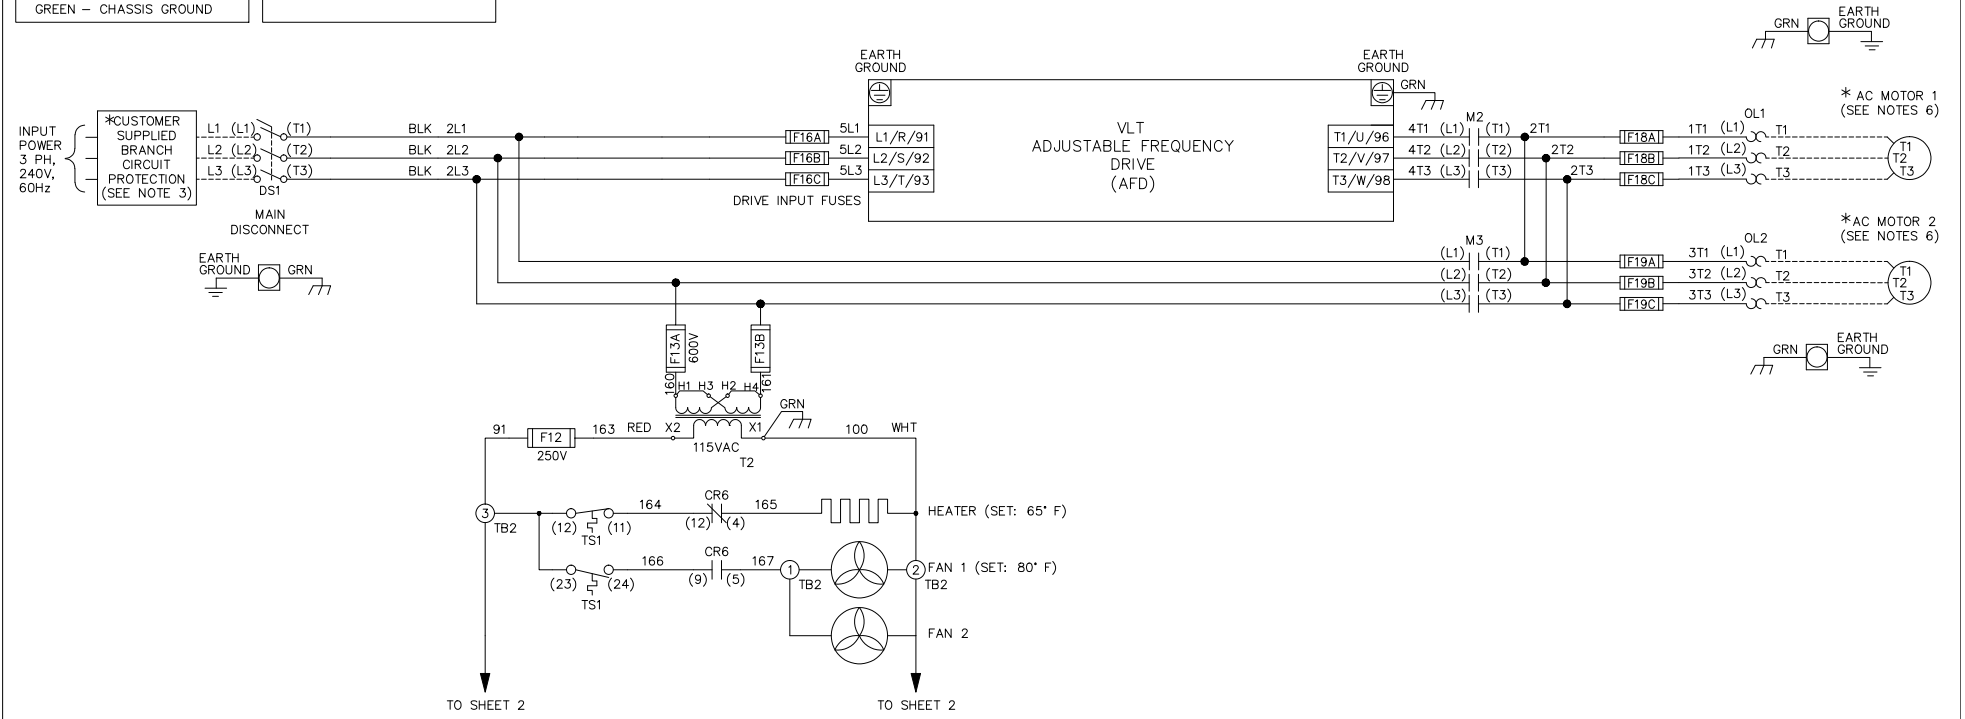 GREEN – CHASSIS GROUND
INPUT
POWER
3 PH,
240V,
60Hz
*CUSTOMER
SUPPLIED
BRANCH
CIRCUIT
PROTECTION
(SEE NOTE 3)
L1 (L1) (T1)
L2 (L2) (T2)
L3 (L3) (T3)
DS1
MAIN
DISCONNECT
EARTH
GROUND
GRN
BLK 2L1
BLK 2L2
BLK 2L3
F16A 5L1
F16B 5L2
F16C 5L3
DRIVE INPUT FUSES
EARTH
GROUND
L1/R/91
L2/S/92
L3/T/93
VLT
ADJUSTABLE FREQUENCY
DRIVE
(AFD)
EARTH
GROUND
GRN
T1/U/96
T2/V/97
T3/W/98
M2
4T1 (L1) (T1) 2T1
4T2 (L2) (T2) 2T2
4T3 (L3) (T3) 2T3
OL1
F18A 1T1 (L1) T1
F18B 1T2 (L2) T2
F18C 1T3 (L3) T3
GRN
EARTH
GROUND
* AC MOTOR 1
(SEE NOTES 6)
T1
T2
T3
M3
(L1) (T1)
(L2) (T2)
(L3) (T3)
OL2
F19A 3T1 (L1) T1
F19B 3T2 (L2) T2
F19C 3T3 (L3) T3
*AC MOTOR 2
(SEE NOTES 6)
T1
T2
T3
GRN
EARTH
GROUND
F13A
600V
F13B
160
161
H1 H3 H2 H4
GRN
91
F12
250V
163 RED X2
X1 100 WHT
115VAC
T2
3
TB2
(12) (11)
TS1
164
CR6
(12) (4)
165
HEATER (SET: 65° F)
(23) (24)
TS1
166
CR6
(9) (5)
167
1
TB2
2
TB2
FAN 1 (SET: 80° F)
FAN 2
TO SHEET 2
TO SHEET 2